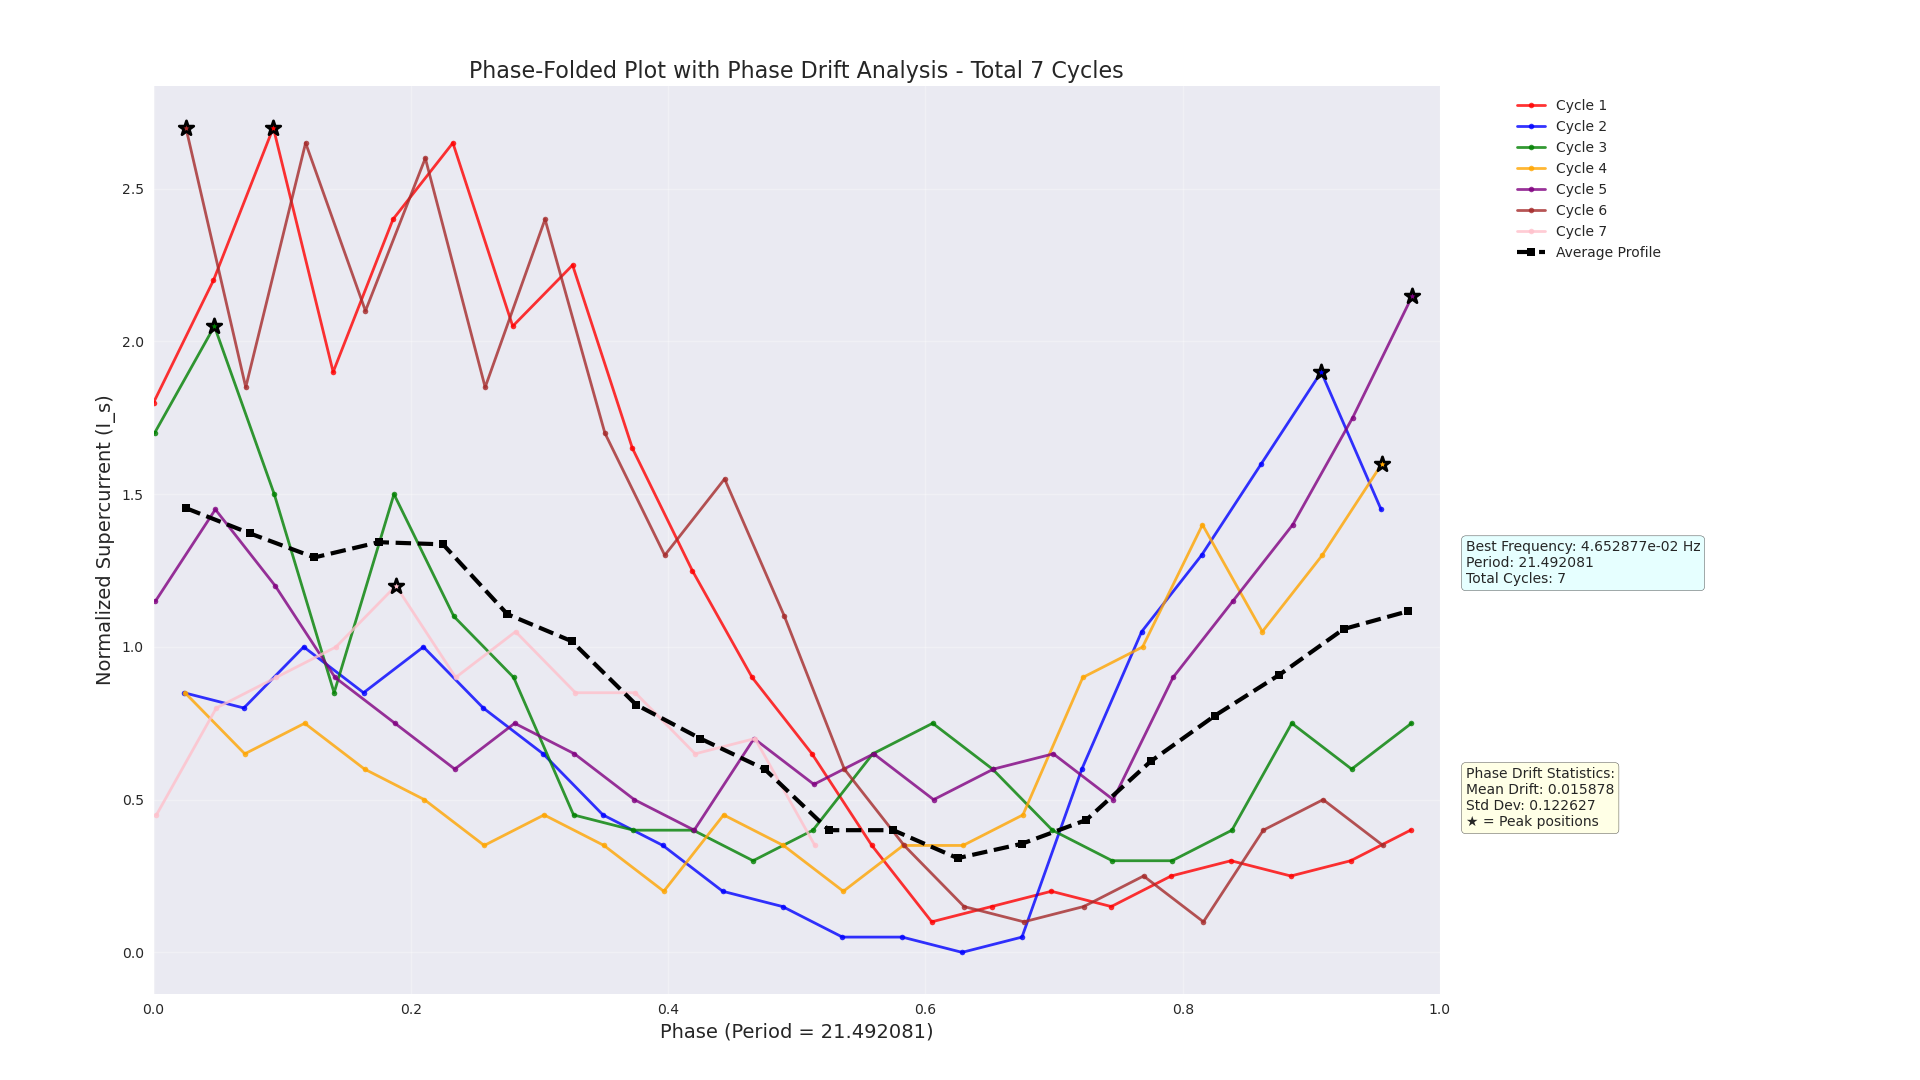 Phase-Folded Plot with Phase Drift Analysis - Total 7 Cycles
Normalized Supercurrent (I_s)
2.5
2.0
1.5
1.0
0.5
0.0
0.0
0.2
0.4
0.6
0.8
1.0
Phase (Period = 21.492081)
Cycle 1
Cycle 2
Cycle 3
Cycle 4
Cycle 5
Cycle 6
Cycle 7
Average Profile
Best Frequency: 4.652877e-02 Hz
Period: 21.492081
Total Cycles: 7
Phase Drift Statistics:
Mean Drift: 0.015878
Std Dev: 0.122627
★ = Peak positions